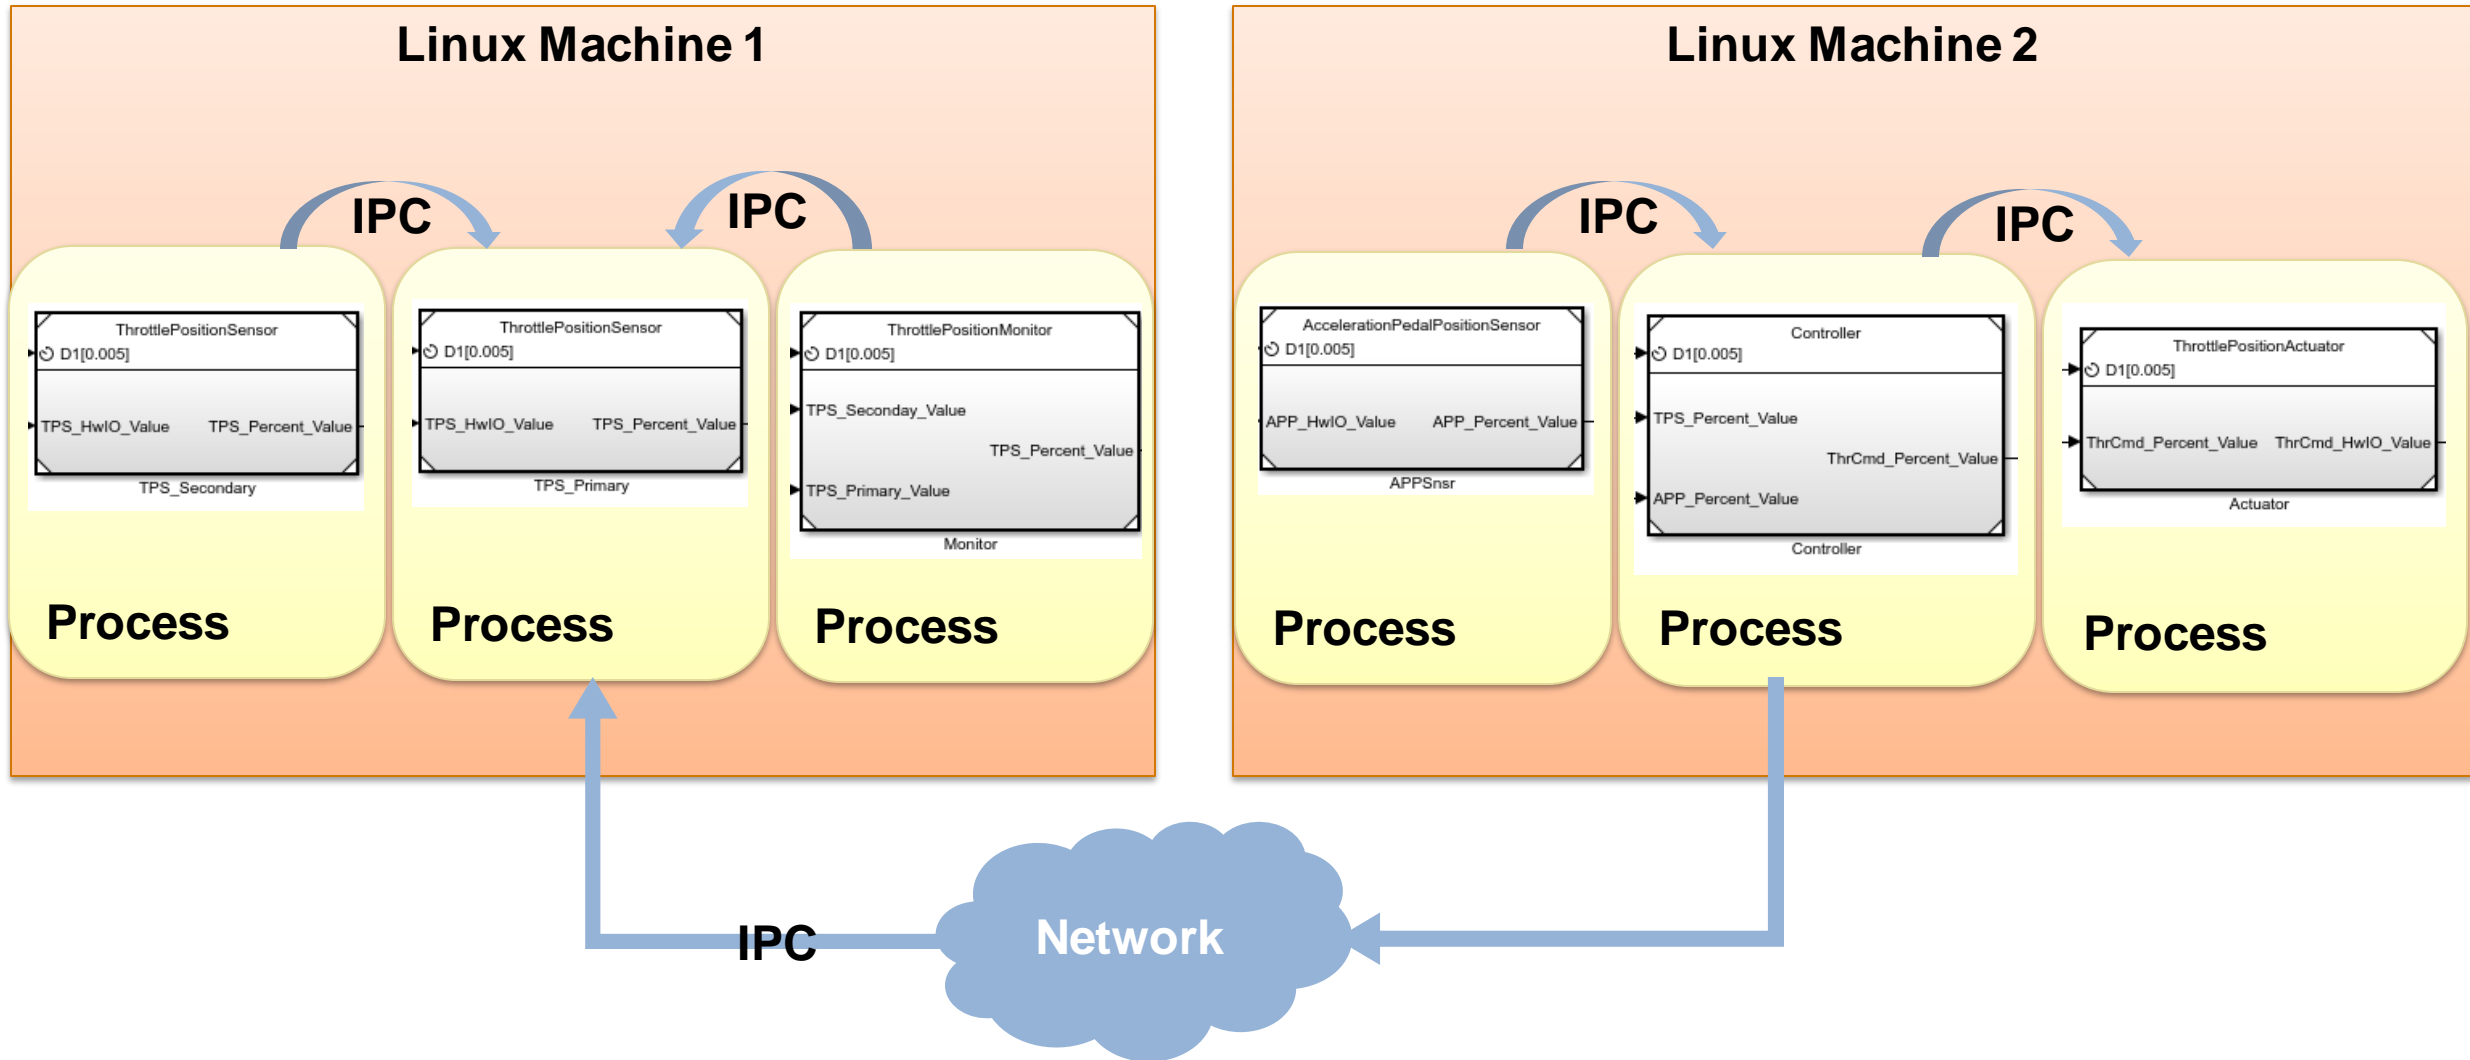 Linux Machine 1
IPC
IPC
ThrottlePositionSensor
D1[0.005]
TPS_HwIO_Value
TPS_Percent_Value
TPS_Secondary
Process
ThrottlePositionSensor
D1[0.005]
TPS_HwIO_Value
TPS_Percent_Value
TPS_Primary
Process
ThrottlePositionMonitor
D1[0.005]
TPS_Seconday_Value
TPS_Percent_Value
TPS_Primary_Value
Monitor
Process
Linux Machine 2
IPC
IPC
AccelerationPedalPositionSensor
D1[0.005]
APP_HwIO_Value
APP_Percent_Value
APPSnsr
Process
Controller
D1[0.005]
TPS_Percent_Value
ThrCmd_Percent_Value
APP_Percent_Value
Controller
Process
ThrottlePositionActuator
D1[0.005]
ThrCmd_Percent_Value
ThrCmd_HwIO_Value
Actuator
Process
IPC
Network